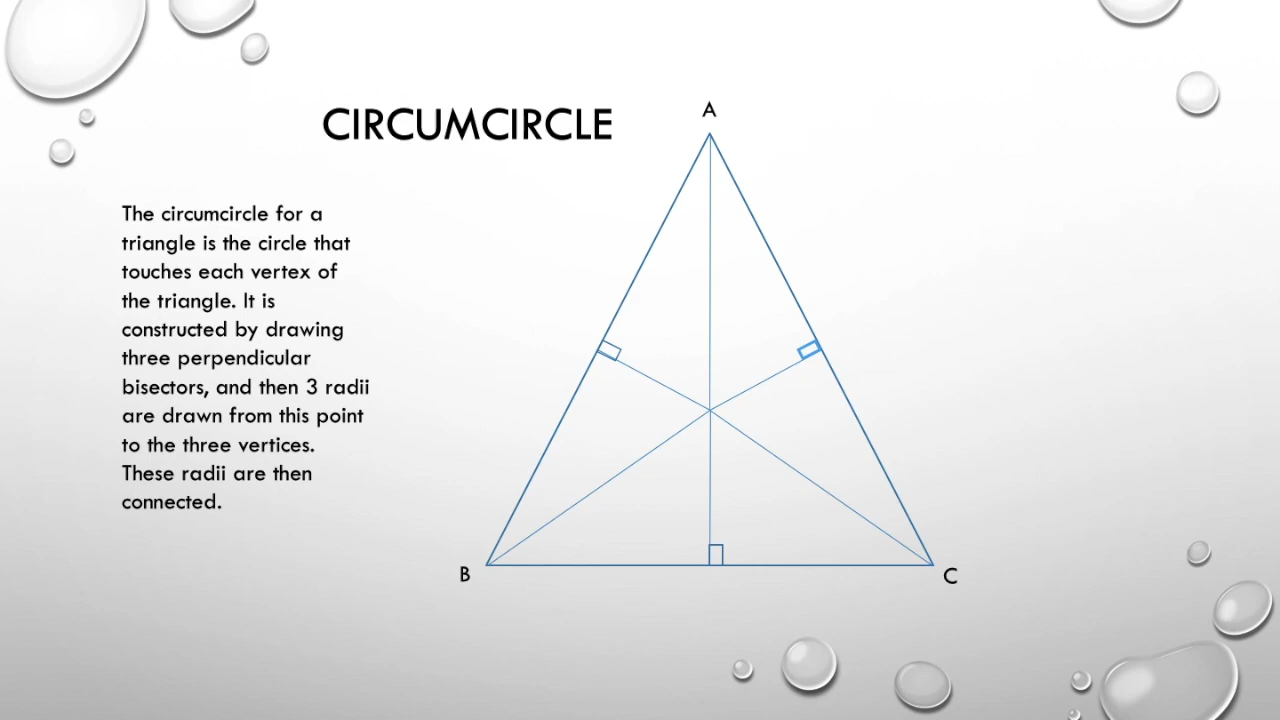 CIRCUMCIRCLE
The circumcircle for a
triangle is the circle that
touches each vertex of
the triangle. It is
constructed by drawing
three perpendicular
bisectors, and then 3 radii
are drawn from this point
to the three vertices.
These radii are then
connected.
A
B
C